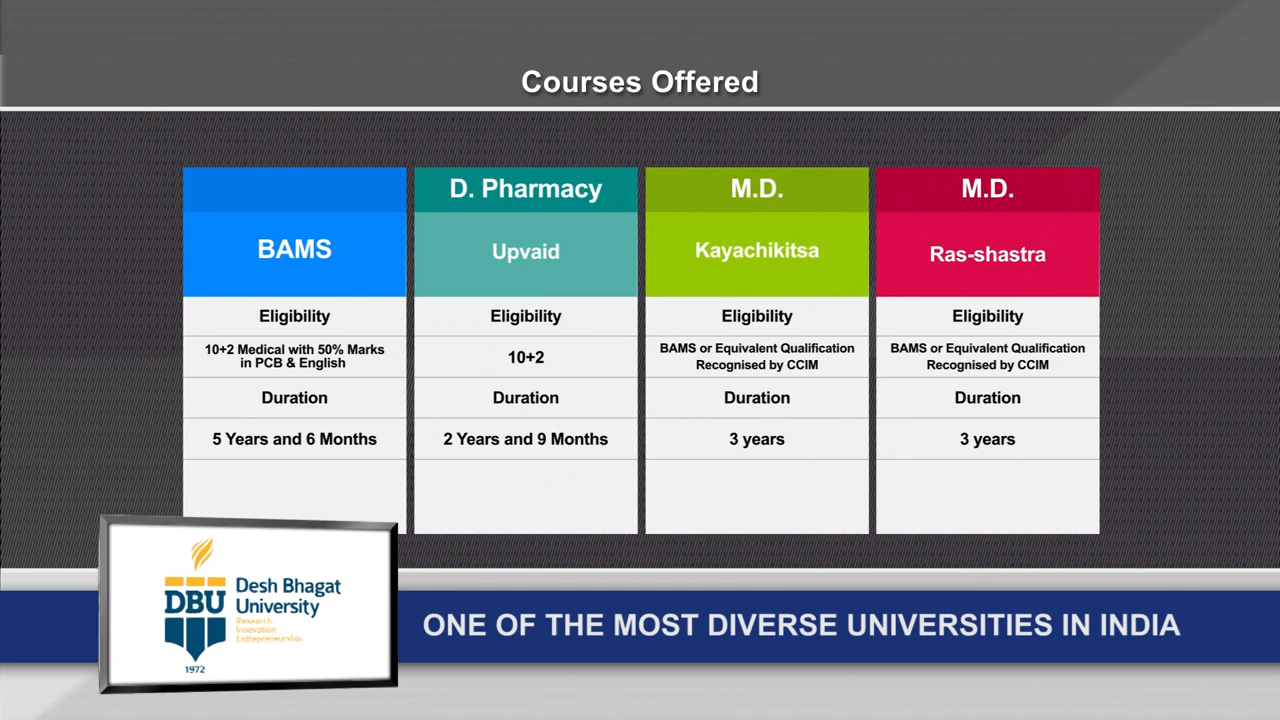 Courses Offered
BAMS
Eligibility
10+2 Medical with 50% Marks
in PCB & English
Duration
5 Years and 6 Months
D. Pharmacy
Upvaid
Eligibility
10+2
Duration
2 Years and 9 Months
M.D.
Kayachikitsa
Eligibility
BAMS or Equivalent Qualification
Recognised by CCIM
Duration
3 years
M.D.
Ras-shastra
Eligibility
BAMS or Equivalent Qualification
Recognised by CCIM
Duration
3 years
DBU
1972
Desh Bhagat
University
Research.
Innovation.
Entrepreneurship.
ONE OF THE MOST DIVERSE UNIVERSITIES IN INDIA